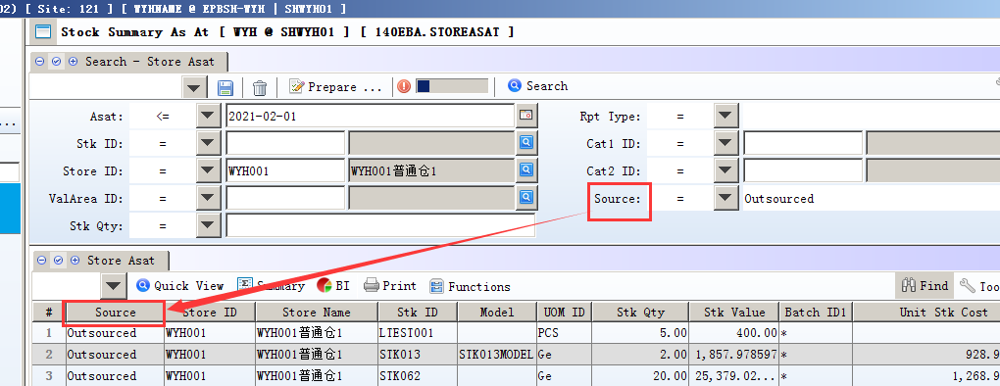 02) [ Site: 121 ] [ WYHNAME @ EPBSH-WYH | SHWYH01 ]
Stock Summary As At [ WYH @ SHWYH01 ] [ 140EBA.STOREASAT ]
Search - Store Asat
Prepare ... Search
...
Asat: <= 2021-02-01 Rpt Type: =
Stk ID: = Cat1 ID: =
Store ID: = WYH001 WYH001普通仓1 Cat2 ID: =
ValArea ID: = Source: = Outsourced
Stk Qty: =
Store Asat
Quick View Summary BI Print Functions Find Too
# Source Store ID Store Name Stk ID Model UOM ID Stk Qty Stk Value Batch ID1 Unit Stk Cost
1 Outsourced WYH001 WYH001普通仓1 LTEST001 PCS 5.00 400.00 *
2 Outsourced WYH001 WYH001普通仓1 STK013 STK013MODEL Ge 2.00 1,857.978597 * 928.9
3 Outsourced WYH001 WYH001普通仓1 STK062 Ge 20.00 25,379.02... * 1,268.9